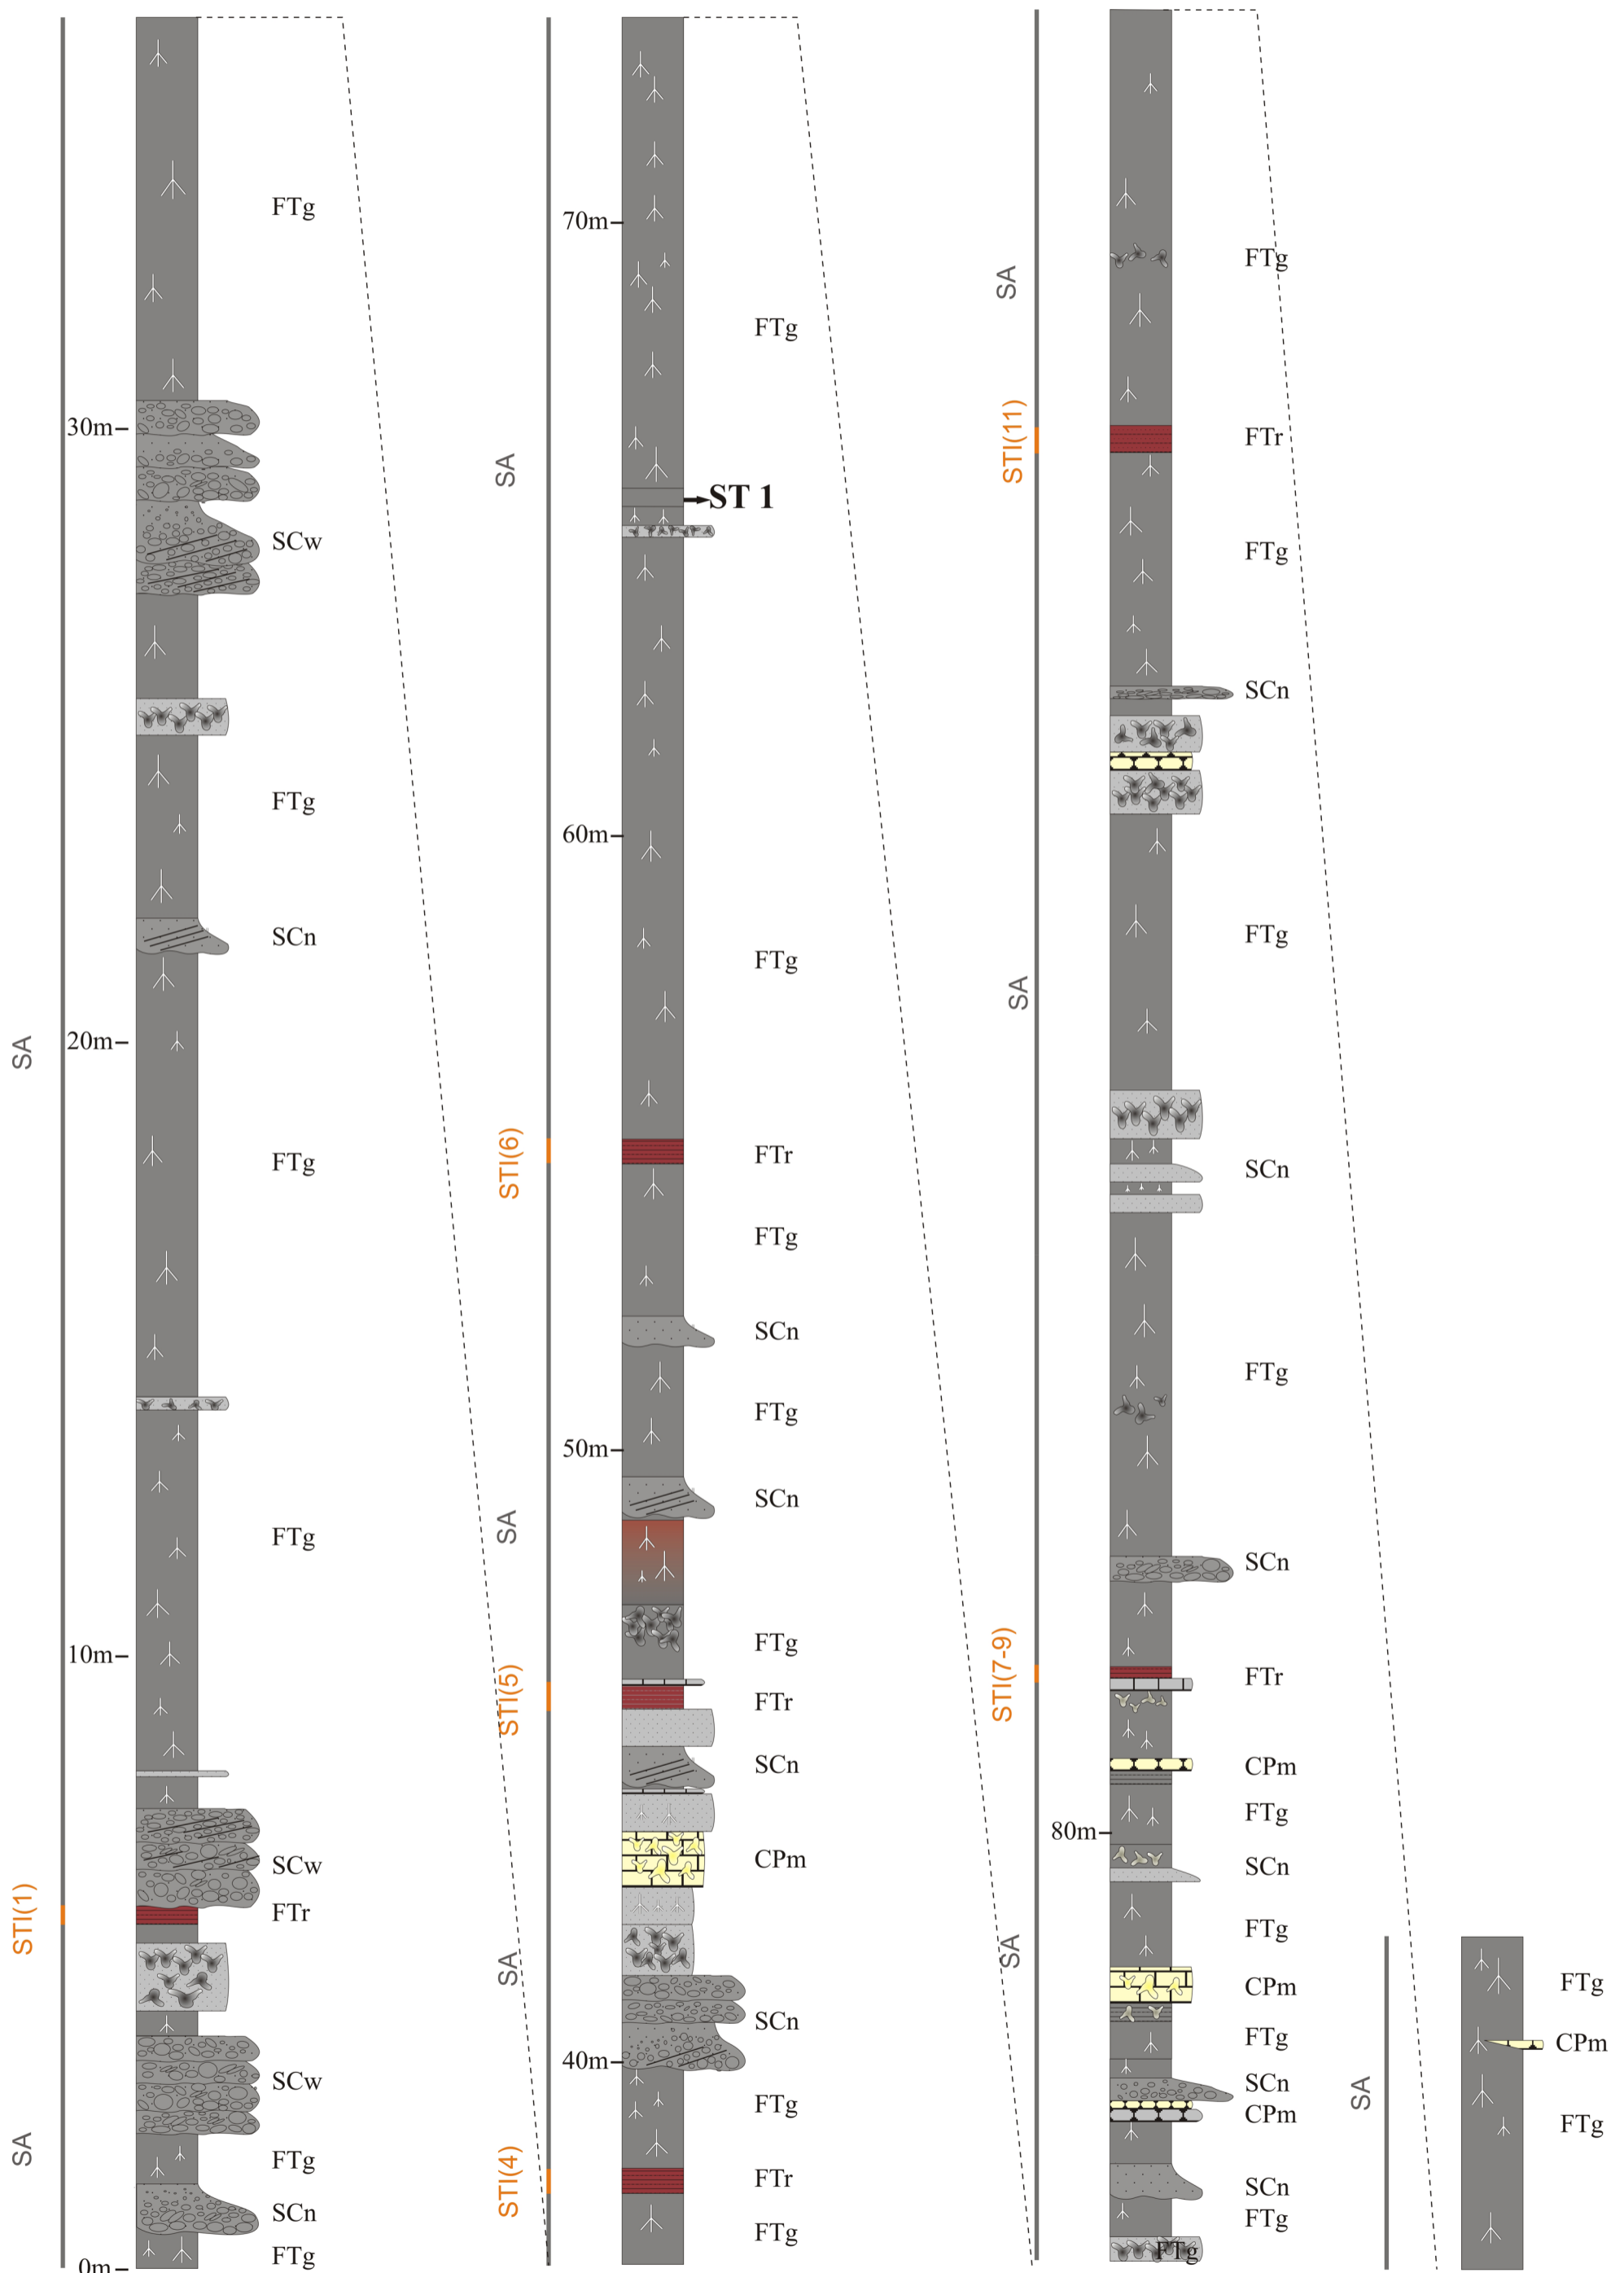 FTg
30m
SCw
FTg
SCn
SA
20m
FTg
FTg
10m
SCw
STI(1)
FTr
SCw
SA
FTg
SCn
FTg
0m
70m
FTg
SA
ST 1
60m
FTg
STI(6)
FTr
FTg
SCn
FTg
50m
SCn
SA
FTg
STI(5)
FTr
SCn
CPm
SA
SCn
40m
FTg
STI(4)
FTr
FTg
SA
FTg
STI(11)
FTr
FTg
SCn
FTg
SA
SCn
FTg
SCn
STI(7-9)
FTr
CPm
FTg
80m
SCn
FTg
SA
CPm
FTg
SCn
CPm
SCn
FTg
FTg
FTg
CPm
SA
FTg